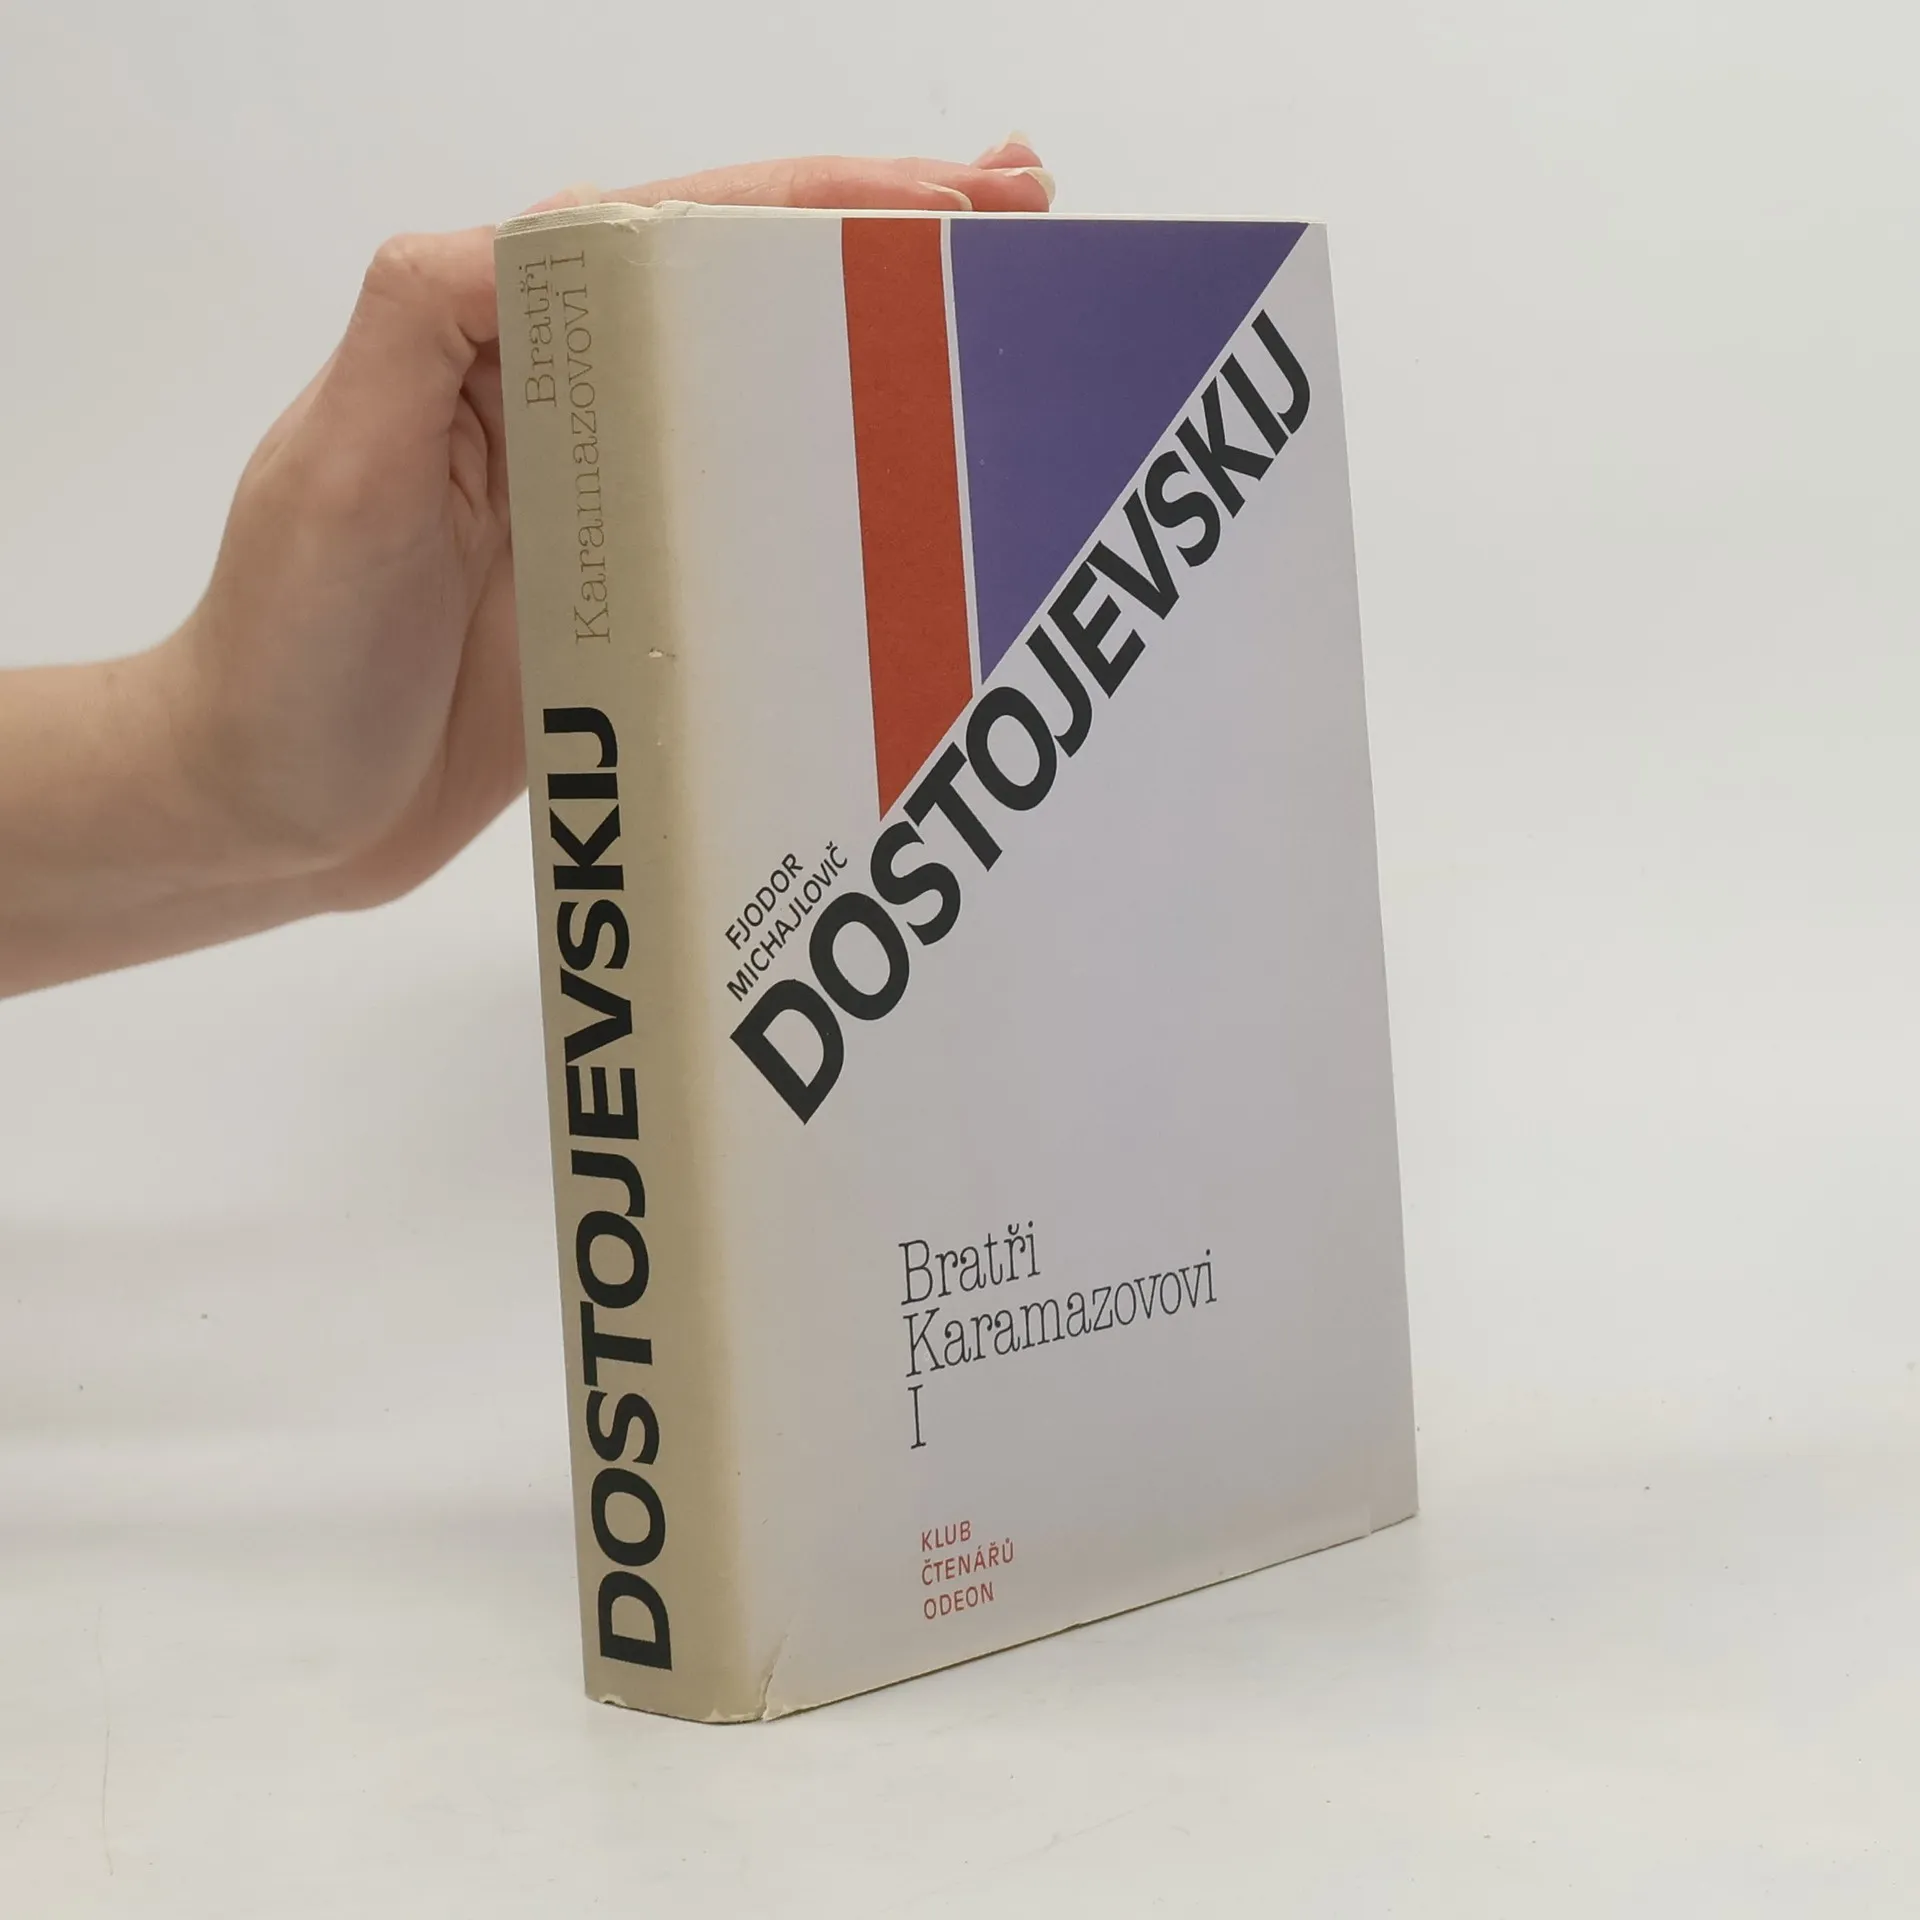 Bratři
Karamazovovi I
DOSTOJEVSKIJ
FJODOR
MICHAJLOVIČ
DOSTOJEVSKIJ
Bratři
Karamazovovi
I
KLUB
ČTENÁŘŮ
ODEON